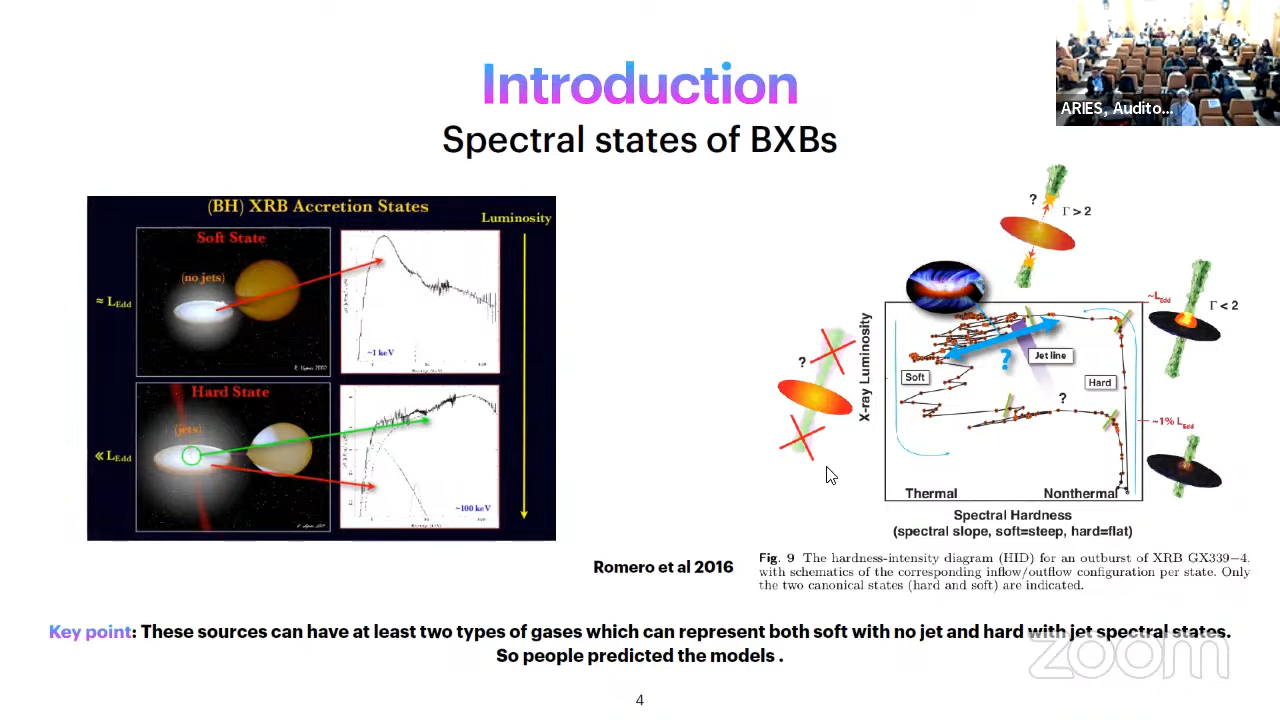 Introduction
Spectral states of BXBs
ARIES, Audito...
(BH) XRB Accretion States
Luminosity
Soft State
(no jets)
≈ LEdd
~1 keV
Hard State
(jets)
≪ LEdd
~100 keV
?
Γ > 2
~LEdd
Γ < 2
X-ray Luminosity
?
Soft
?
Jet line
Hard
?
~1% LEdd
Thermal
Nonthermal
Spectral Hardness
(spectral slope, soft=steep, hard=flat)
Romero et al 2016
Fig. 9 The hardness-intensity diagram (HID) for an outburst of XRB GX339−4,
with schematics of the corresponding inflow/outflow configuration per state. Only
the two canonical states (hard and soft) are indicated.
Key point: These sources can have at least two types of gases which can represent both soft with no jet and hard with jet spectral states.
So people predicted the models .
zoom
4